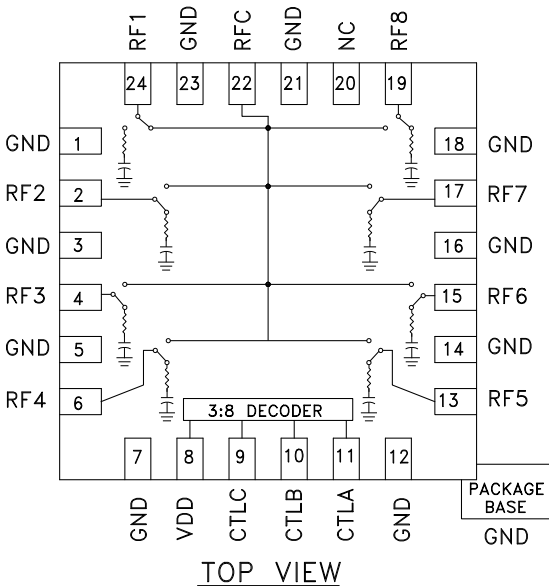 RF1 GND RFC GND NC RF8
24 23 22 21 20 19
GND 1 18 GND
RF2 2 17 RF7
GND 3 16 GND
RF3 4 15 RF6
GND 5 14 GND
RF4 6 13 RF5
3:8 DECODER
7 8 9 10 11 12
GND VDD CTLC CTLB CTLA GND
PACKAGE
BASE
GND
TOP VIEW